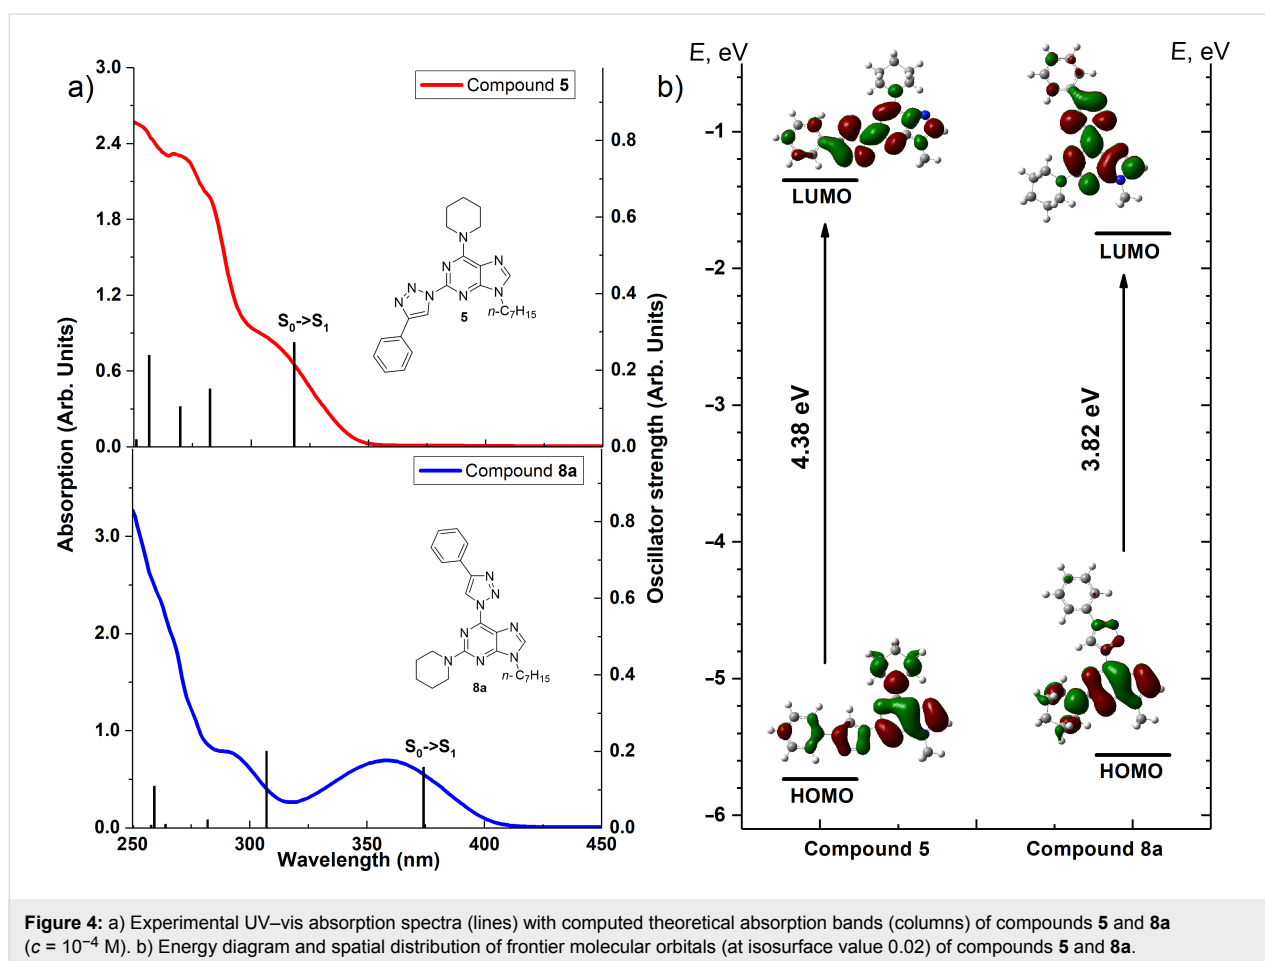 a)
Compound 5
3.0
2.4
1.8
1.2
0.6
0.0
0.8
0.6
0.4
0.2
0.0
S0->S1
N
N
N
N
N
N
N
N
5
n-C7H15
Absorption (Arb. Units)
Oscillator strength (Arb. Units)
Compound 8a
3.0
2.0
1.0
0.0
0.8
0.6
0.4
0.2
0.0
N
N
N
N
N
N
N
N
8a
n-C7H15
S0->S1
250
300
350
400
450
Wavelength (nm)
b)
E, eV
E, eV
−1
−2
−3
−4
−5
−6
LUMO
LUMO
4.38 eV
3.82 eV
HOMO
HOMO
Compound 5
Compound 8a
Figure 4: a) Experimental UV–vis absorption spectra (lines) with computed theoretical absorption bands (columns) of compounds 5 and 8a
(c = 10−4 M). b) Energy diagram and spatial distribution of frontier molecular orbitals (at isosurface value 0.02) of compounds 5 and 8a.